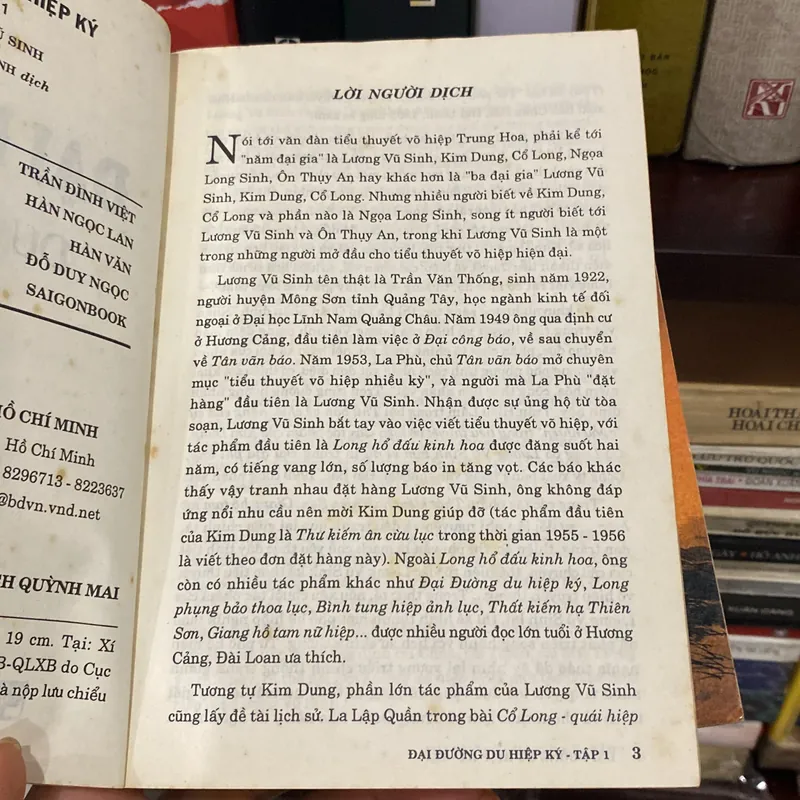 HIỆP KÝ
1
Ũ SINH
NH dịch
TRẦN ĐÌNH VIỆT
HÀN NGỌC LAN
HÀN VĂN
ĐỖ DUY NGỌC
SAIGONBOOK
HỒ CHÍ MINH
Hồ Chí Minh
8296713 - 8223637
@bdvn.vnd.net
CH QUỲNH MAI
19 cm. Tại: Xí
B-QLXB do Cục
và nộp lưu chiểu
LỜI NGƯỜI DỊCH
Nói tới văn đàn tiểu thuyết võ hiệp Trung Hoa, phải kể tới
"năm đại gia" là Lương Vũ Sinh, Kim Dung, Cổ Long, Ngọa
Long Sinh, Ôn Thụy An hay khác hơn là "ba đại gia" Lương Vũ
Sinh, Kim Dung, Cổ Long. Nhưng nhiều người biết về Kim Dung,
Cổ Long và phần nào là Ngọa Long Sinh, song ít người biết tới
Lương Vũ Sinh và Ôn Thụy An, trong khi Lương Vũ Sinh là một
trong những người mở đầu cho tiểu thuyết võ hiệp hiện đại.
Lương Vũ Sinh tên thật là Trần Văn Thống, sinh năm 1922,
người huyện Mông Sơn tỉnh Quảng Tây, học ngành kinh tế đối
ngoại ở Đại học Lĩnh Nam Quảng Châu. Năm 1949 ông qua định cư
ở Hương Cảng, đầu tiên làm việc ở Đại công báo, về sau chuyển
về Tân văn báo. Năm 1953, La Phù, chủ Tân văn báo mở chuyên
mục "tiểu thuyết võ hiệp nhiều kỳ", và người mà La Phù "đặt
hàng" đầu tiên là Lương Vũ Sinh. Nhận được sự ủng hộ từ tòa
soạn, Lương Vũ Sinh bắt tay vào việc viết tiểu thuyết võ hiệp, với
tác phẩm đầu tiên là Long hổ đấu kinh hoa được đăng suốt hai
năm, có tiếng vang lớn, số lượng báo in tăng vọt. Các báo khác
thấy vậy tranh nhau đặt hàng Lương Vũ Sinh, ông không đáp
ứng nổi nhu cầu nên mời Kim Dung giúp đỡ (tác phẩm đầu tiên
của Kim Dung là Thư kiếm ân cừu lục trong thời gian 1955 - 1956
là viết theo đơn đặt hàng này). Ngoài Long hổ đấu kinh hoa, ông
còn có nhiều tác phẩm khác như Đại Đường du hiệp ký, Long
phụng bảo thoa lục, Bình tung hiệp ảnh lục, Thất kiếm hạ Thiên
Sơn, Giang hồ tam nữ hiệp... được nhiều người đọc lớn tuổi ở Hương
Cảng, Đài Loan ưa thích.
Tương tự Kim Dung, phần lớn tác phẩm của Lương Vũ Sinh
cũng lấy đề tài lịch sử. La Lập Quần trong bài Cổ Long - quái hiệp
ĐẠI ĐƯỜNG DU HIỆP KÝ - TẬP 1 3
HOÀI THA
HOÀI CH